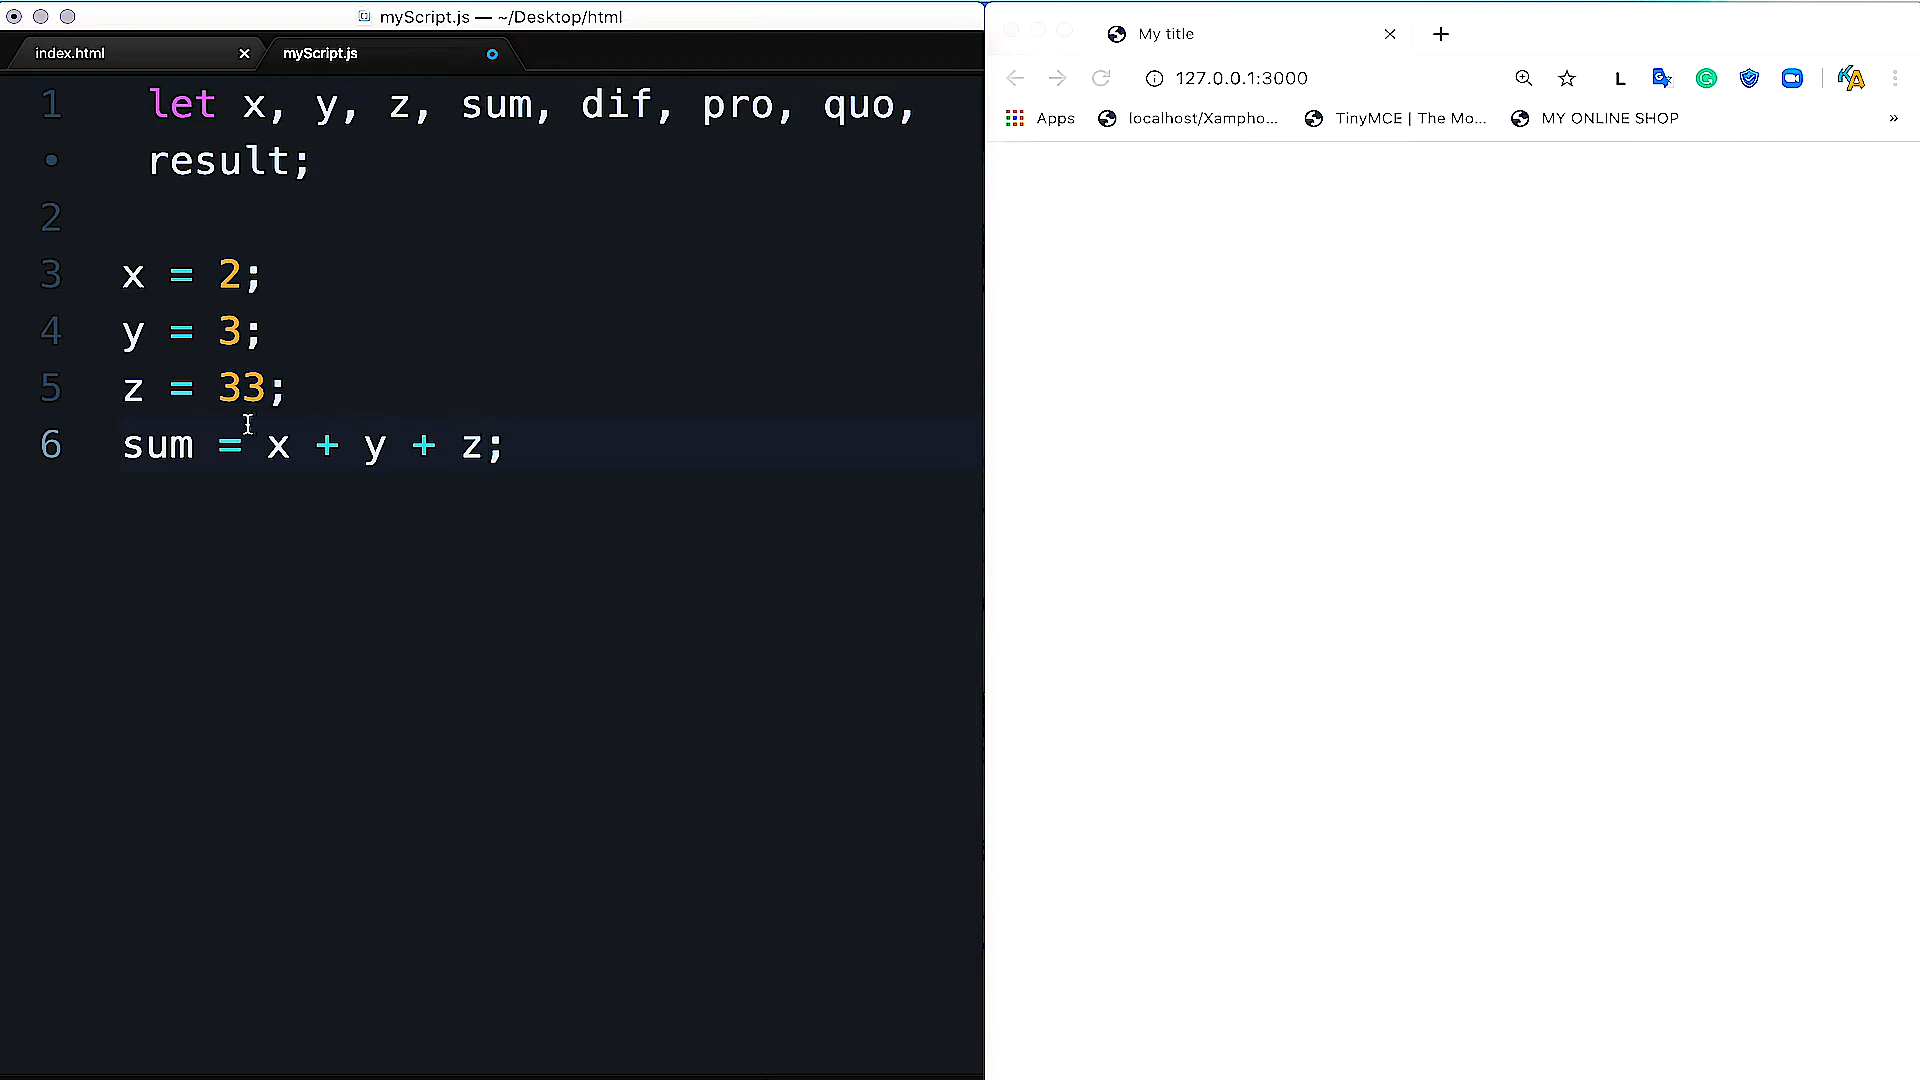 myScript.js — ~/Desktop/html
index.html
myScript.js
1 let x, y, z, sum, dif, pro, quo,
• result;
2
3 x = 2;
4 y = 3;
5 z = 33;
6 sum = x + y + z;
My title
127.0.0.1:3000
L
KA
Apps localhost/Xampho... TinyMCE | The Mo... MY ONLINE SHOP »